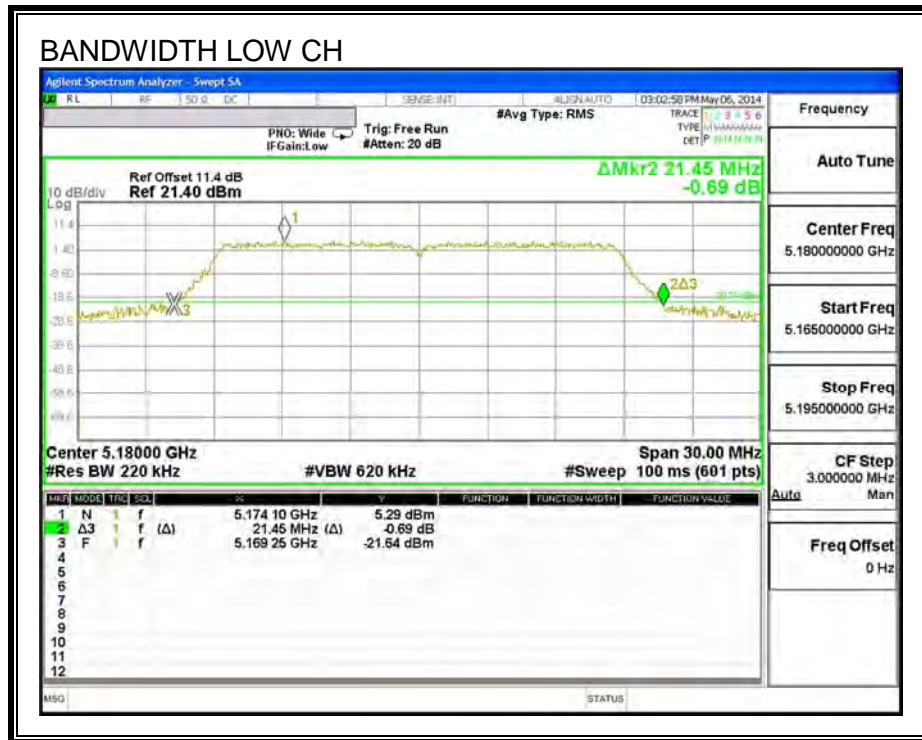 BANDWIDTH LOW CH
Agilent Spectrum Analyzer - Swept SA
RL RF 50 Ω DC SENSE:INT ALIGN AUTO 03:02:58 PM May 06, 2014
#Avg Type: RMS TRACE 1 2 3 4 5 6
PNO: Wide Trig: Free Run TYPE
IFGain:Low #Atten: 20 dB DET P
Frequency
Auto Tune
ΔMkr2 21.45 MHz
-0.69 dB
Ref Offset 11.4 dB
10 dB/div Ref 21.40 dBm
Log
11.4
1.40
-8.60
-18.6
-28.6
-38.6
-48.6
-58.6
-68.6
1
2Δ3
3
Center 5.18000 GHz Span 30.00 MHz
#Res BW 220 kHz #VBW 620 kHz #Sweep 100 ms (601 pts)
MKR MODE TRC SCL X Y FUNCTION FUNCTION WIDTH FUNCTION VALUE
1 N 1 f 5.174 10 GHz 5.29 dBm
2 Δ3 1 f (Δ) 21.45 MHz (Δ) -0.69 dB
3 F 1 f 5.169 25 GHz -21.64 dBm
4
5
6
7
8
9
10
11
12
Center Freq
5.180000000 GHz
Start Freq
5.165000000 GHz
Stop Freq
5.195000000 GHz
CF Step
3.000000 MHz
Auto Man
Freq Offset
0 Hz
MSG STATUS